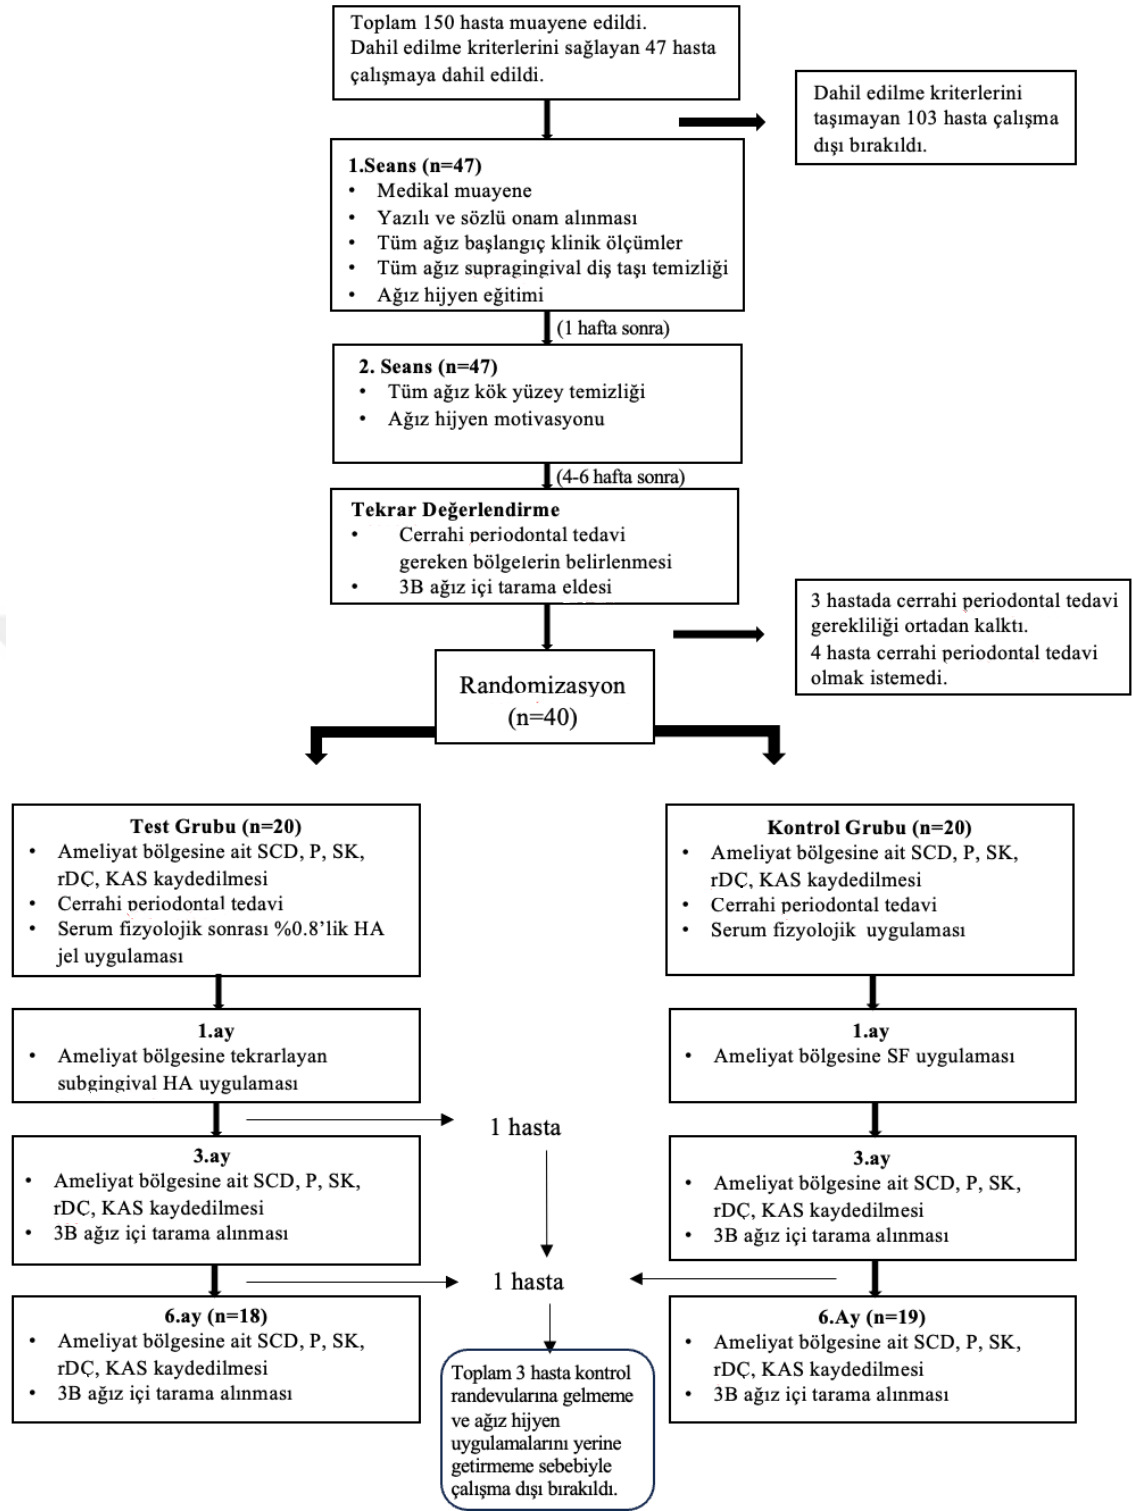 Toplam 150 hasta muayene edildi.
Dahil edilme kriterlerini sağlayan 47 hasta
çalışmaya dahil edildi.
Dahil edilme kriterlerini
taşımayan 103 hasta çalışma
dışı bırakıldı.
1.Seans (n=47)
• Medikal muayene
• Yazılı ve sözlü onam alınması
• Tüm ağız başlangıç klinik ölçümler
• Tüm ağız supragingival diş taşı temizliği
• Ağız hijyen eğitimi
(1 hafta sonra)
2. Seans (n=47)
• Tüm ağız kök yüzey temizliği
• Ağız hijyen motivasyonu
(4-6 hafta sonra)
Tekrar Değerlendirme
• Cerrahi periodontal tedavi
gereken bölgelerin belirlenmesi
• 3B ağız içi tarama eldesi
3 hastada cerrahi periodontal tedavi
gerekliliği ortadan kalktı.
4 hasta cerrahi periodontal tedavi
olmak istemedi.
Randomizasyon
(n=40)
Test Grubu (n=20)
• Ameliyat bölgesine ait SCD, P, SK,
rDÇ, KAS kaydedilmesi
• Cerrahi periodontal tedavi
• Serum fizyolojik sonrası %0.8'lik HA
jel uygulaması
Kontrol Grubu (n=20)
• Ameliyat bölgesine ait SCD, P, SK,
rDÇ, KAS kaydedilmesi
• Cerrahi periodontal tedavi
• Serum fizyolojik uygulaması
1.ay
• Ameliyat bölgesine tekrarlayan
subgingival HA uygulaması
1.ay
• Ameliyat bölgesine SF uygulaması
1 hasta
3.ay
• Ameliyat bölgesine ait SCD, P, SK,
rDÇ, KAS kaydedilmesi
• 3B ağız içi tarama alınması
3.ay
• Ameliyat bölgesine ait SCD, P, SK,
rDÇ, KAS kaydedilmesi
• 3B ağız içi tarama alınması
1 hasta
6.ay (n=18)
• Ameliyat bölgesine ait SCD, P, SK,
rDÇ, KAS kaydedilmesi
• 3B ağız içi tarama alınması
6.Ay (n=19)
• Ameliyat bölgesine ait SCD, P, SK,
rDÇ, KAS kaydedilmesi
• 3B ağız içi tarama alınması
Toplam 3 hasta kontrol
randevularına gelmeme
ve ağız hijyen
uygulamalarını yerine
getirmeme sebebiyle
çalışma dışı bırakıldı.